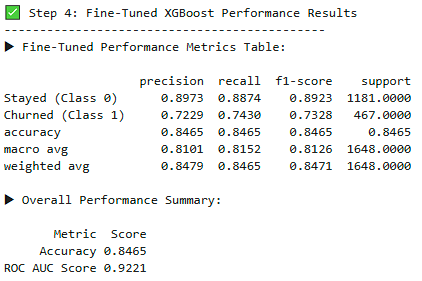 ✅ Step 4: Fine-Tuned XGBoost Performance Results
---------------------------------------------
▶ Fine-Tuned Performance Metrics Table:
precision recall f1-score support
Stayed (Class 0) 0.8973 0.8874 0.8923 1181.0000
Churned (Class 1) 0.7229 0.7430 0.7328 467.0000
accuracy 0.8465 0.8465 0.8465 0.8465
macro avg 0.8101 0.8152 0.8126 1648.0000
weighted avg 0.8479 0.8465 0.8471 1648.0000
▶ Overall Performance Summary:
Metric Score
Accuracy 0.8465
ROC AUC Score 0.9221